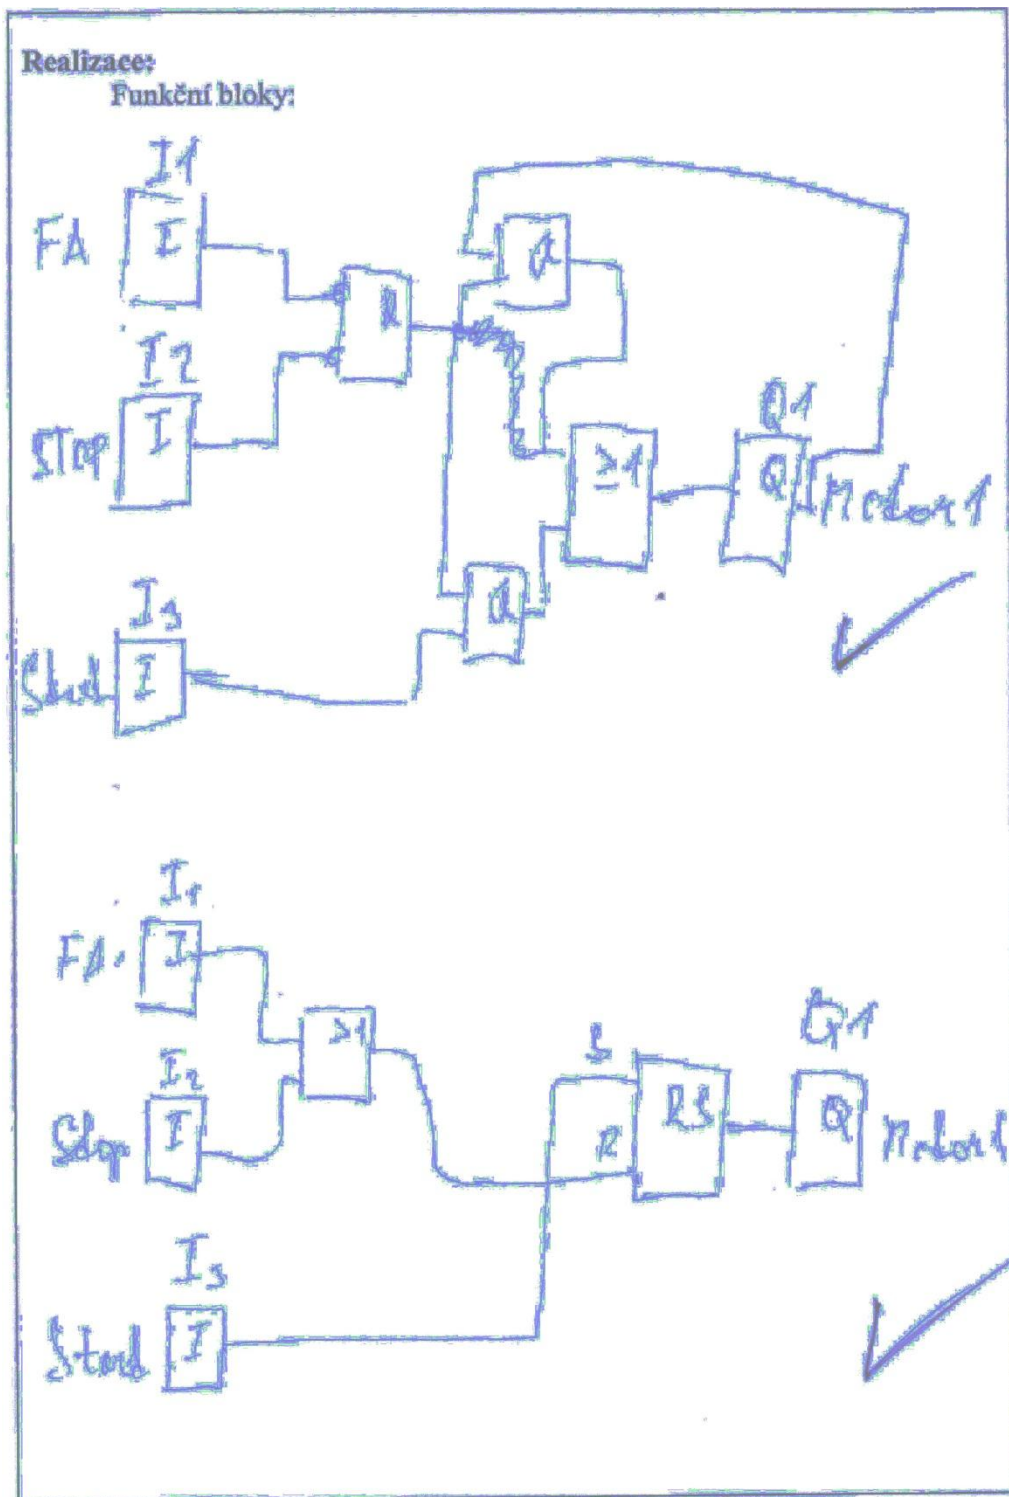 Realizace:
Funkční bloky:
I1
FA
I
&
&
I2
STOP
I
Q1
≥1
Q
Motor1
I3
&
Start
I
I1
FA
I
≥1
Q1
I2
S
Stop
I
RS
Q
Motor1
R
I3
Start
I